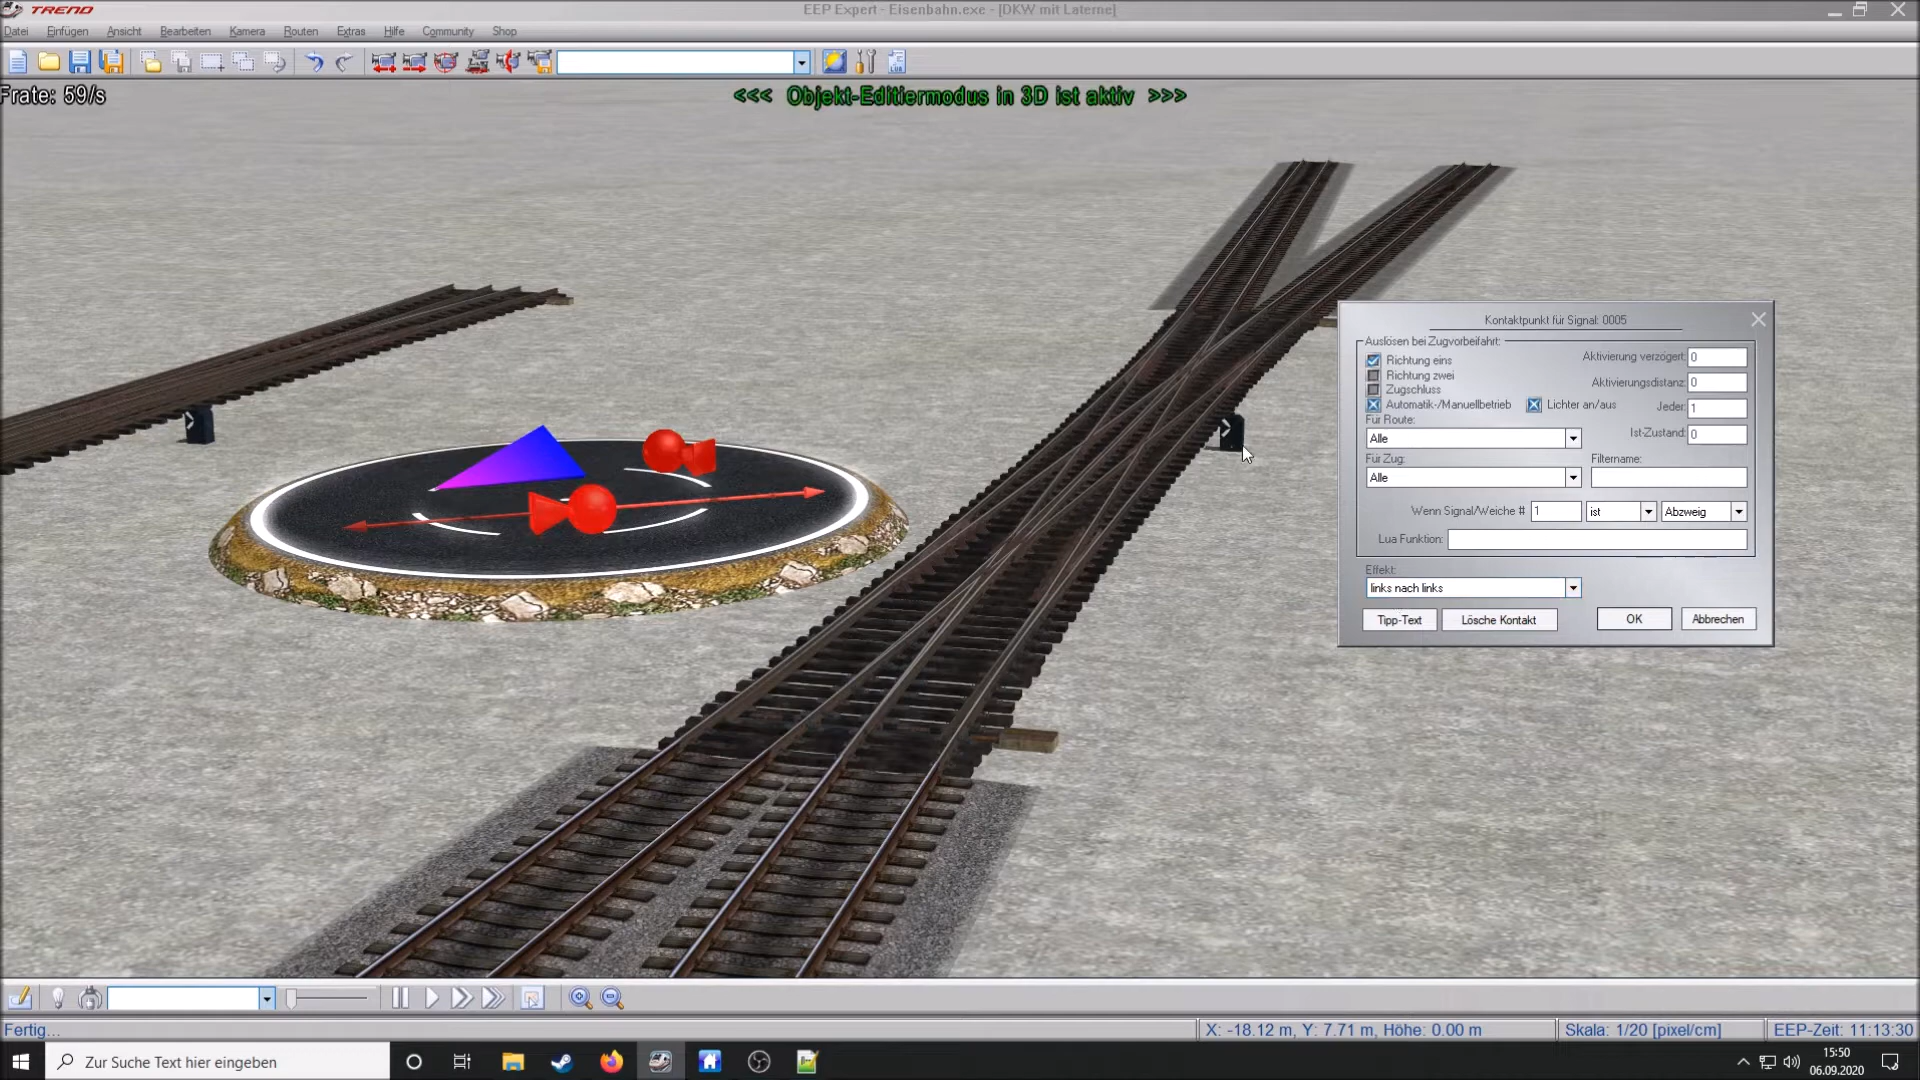 TREND
EEP Expert - Eisenbahn.exe - [DKW mit Laterne]
Datei Einfügen Ansicht Bearbeiten Kamera Routen Extras Hilfe Community Shop
LUA
Frate: 59/s
<<< Objekt-Editiermodus in 3D ist aktiv >>>
Kontaktpunkt für Signal: 0005
Auslösen bei Zugvorbeifahrt:
Richtung eins
Aktivierung verzögert: 0
Richtung zwei
Aktivierungsdistanz: 0
Zugschluss
Automatik-/Manuellbetrieb Lichter an/aus Jeder: 1
Für Route: Ist-Zustand: 0
Alle
Für Zug: Filtername:
Alle
Wenn Signal/Weiche # 1 ist Abzweig
Lua Funktion:
Effekt:
links nach links
Tipp-Text Lösche Kontakt OK Abbrechen
Fertig... X: -18.12 m, Y: 7.71 m, Höhe: 0.00 m Skala: 1/20 [pixel/cm] EEP-Zeit: 11:13:30
Zur Suche Text hier eingeben
15:50
06.09.2020